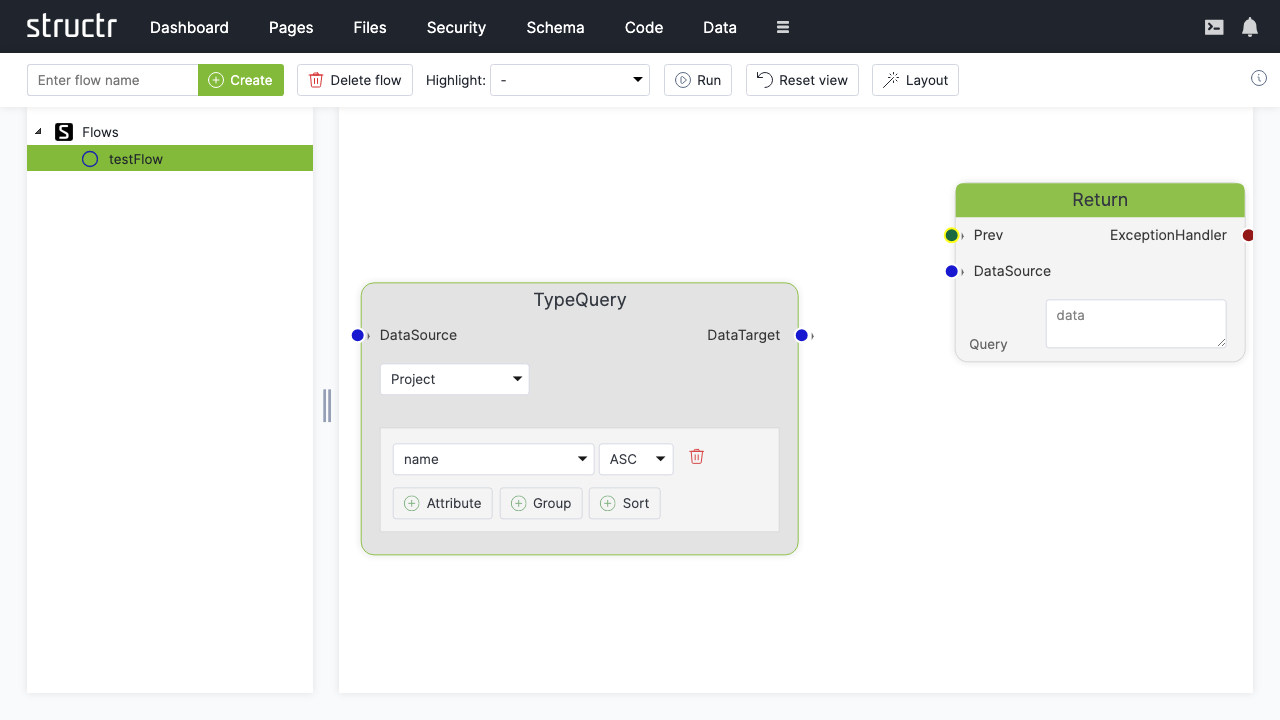 structr Dashboard Pages Files Security Schema Code Data
Enter flow name Create Delete flow Highlight: - Run Reset view Layout
Flows
testFlow
Return
Prev ExceptionHandler
DataSource
data
Query
TypeQuery
DataSource DataTarget
Project
name ASC
Attribute Group Sort